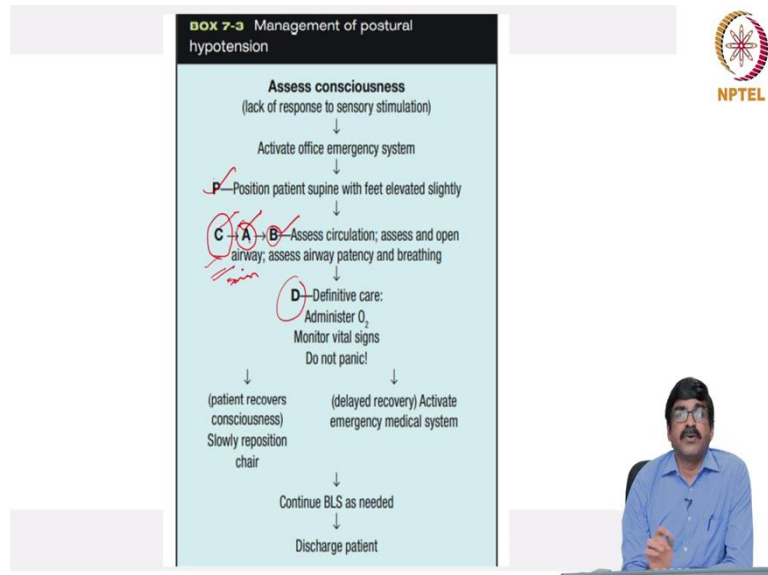 BOX 7-3 Management of postural
hypotension
NPTEL
Assess consciousness
(lack of response to sensory stimulation)
↓
Activate office emergency system
↓
P—Position patient supine with feet elevated slightly
↓
C→A→B—Assess circulation; assess and open
airway; assess airway patency and breathing
↓
D—Definitive care:
Administer O₂
Monitor vital signs
Do not panic!
↓ ↓
(patient recovers
consciousness)
Slowly reposition
chair
(delayed recovery) Activate
emergency medical system
↓
Continue BLS as needed
↓
Discharge patient